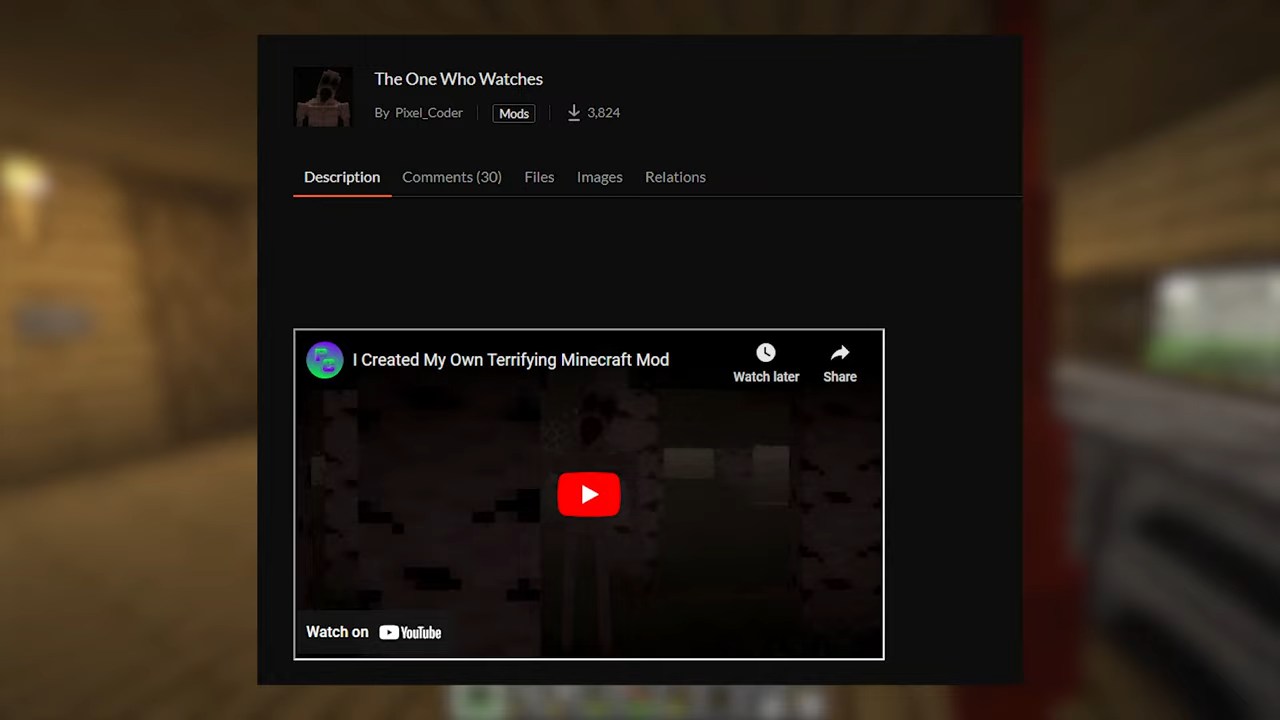 The One Who Watches
By Pixel_Coder Mods 3,824
Description Comments (30) Files Images Relations
I Created My Own Terrifying Minecraft Mod
Watch later Share
Watch on YouTube